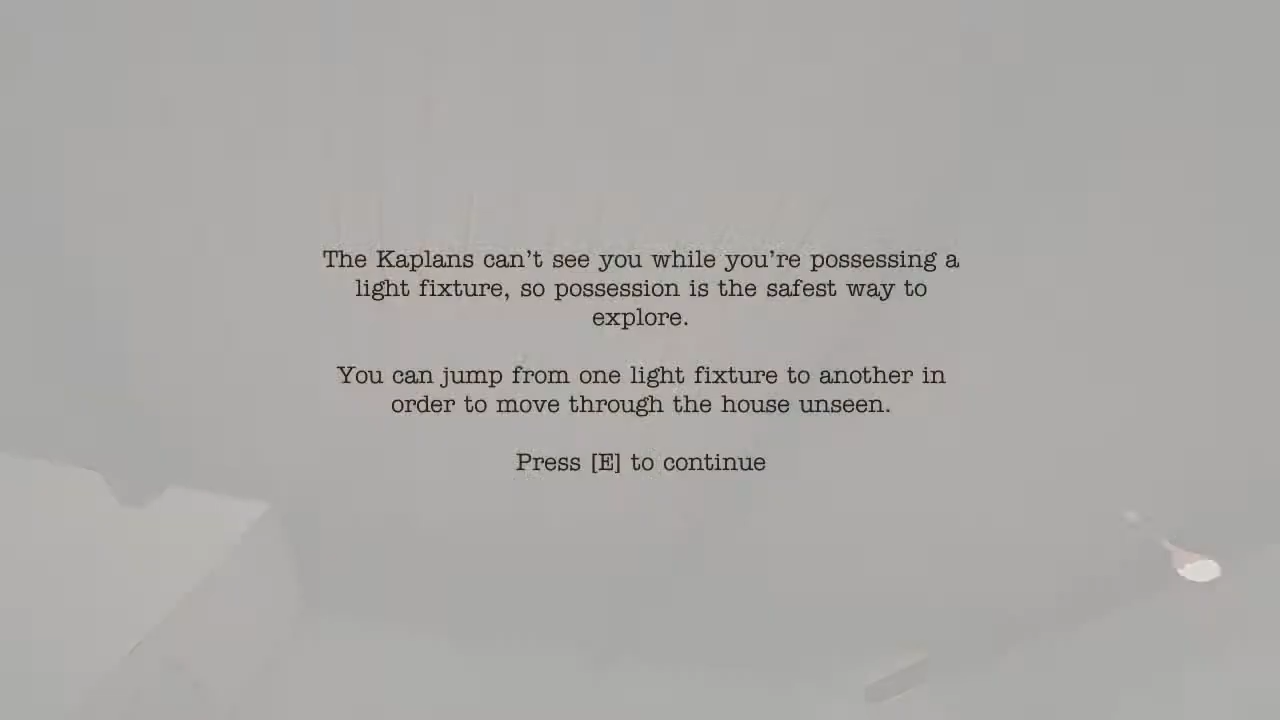 The Kaplans can’t see you while you’re possessing a
light fixture, so possession is the safest way to
explore.
You can jump from one light fixture to another in
order to move through the house unseen.
Press [E] to continue